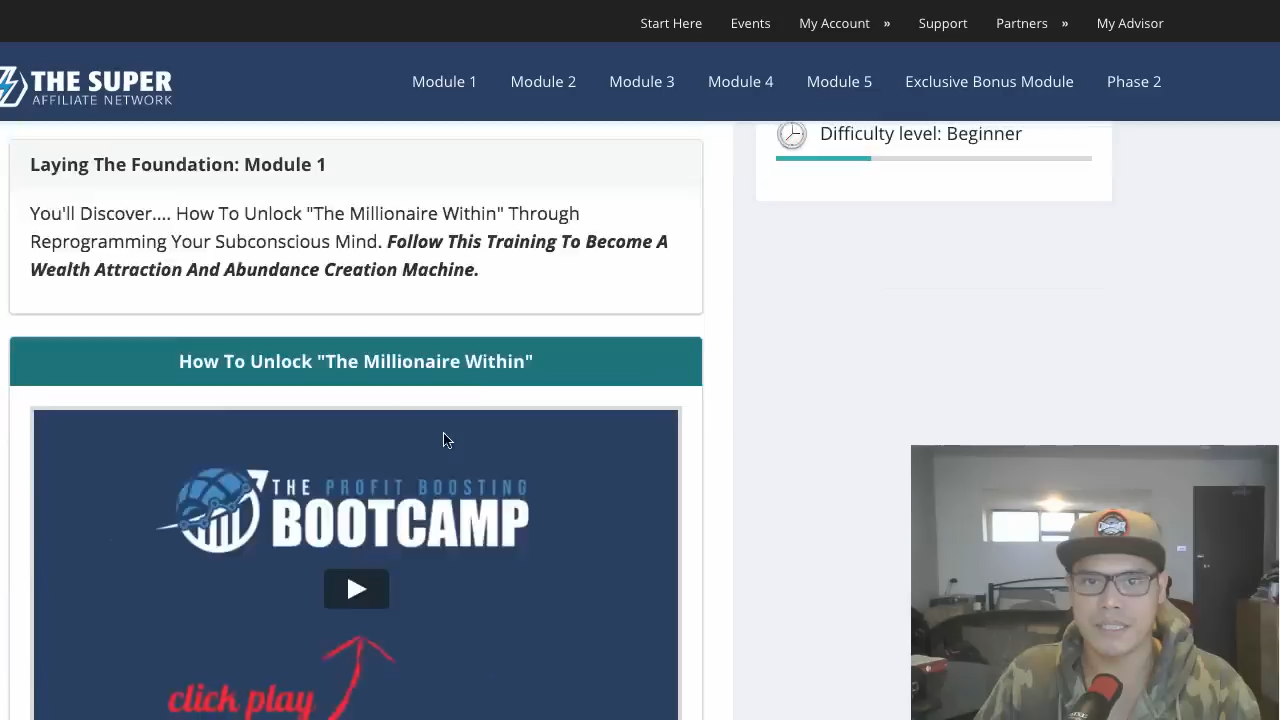 Start Here Events My Account » Support Partners » My Advisor
THE SUPER
AFFILIATE NETWORK
Module 1 Module 2 Module 3 Module 4 Module 5 Exclusive Bonus Module Phase 2
Difficulty level: Beginner
Laying The Foundation: Module 1
You'll Discover.... How To Unlock "The Millionaire Within" Through
Reprogramming Your Subconscious Mind. Follow This Training To Become A
Wealth Attraction And Abundance Creation Machine.
How To Unlock "The Millionaire Within"
THE PROFIT BOOSTING
BOOTCAMP
click play